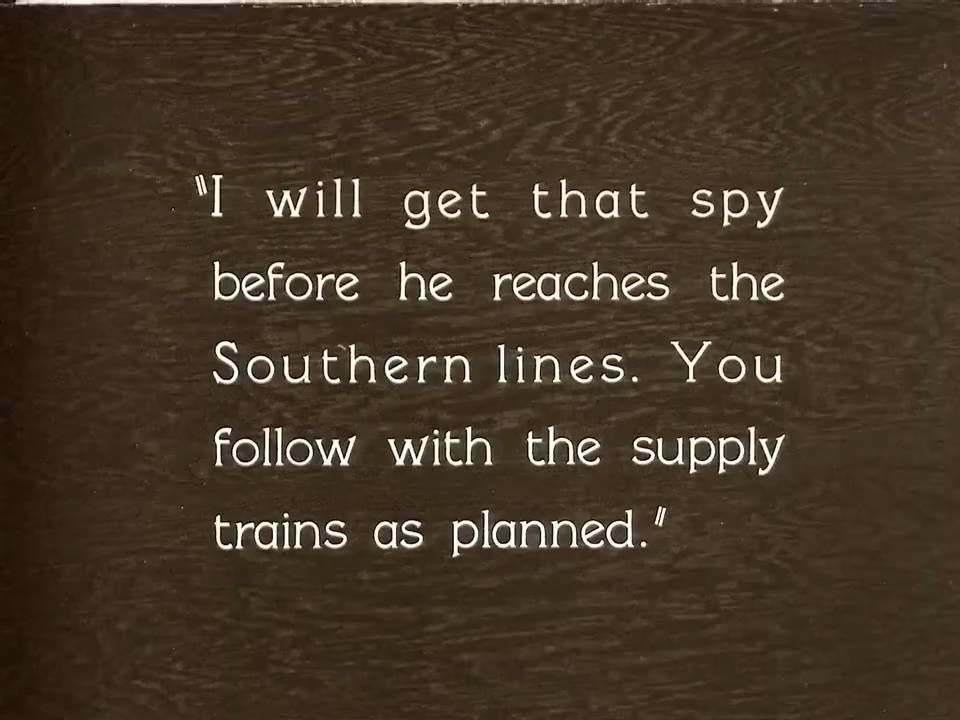 "I will get that spy
before he reaches the
Southern lines. You
follow with the supply
trains as planned."